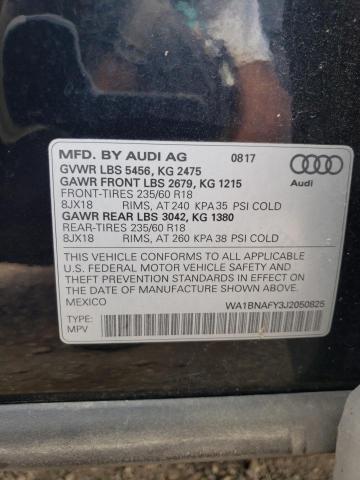 MFD. BY AUDI AG 0817
GVWR LBS 5456, KG 2475
GAWR FRONT LBS 2679, KG 1215
FRONT-TIRES 235/60 R18
8JX18 RIMS, AT 240 KPA 35 PSI COLD
GAWR REAR LBS 3042, KG 1380
REAR-TIRES 235/60 R18
8JX18 RIMS, AT 260 KPA 38 PSI COLD
Audi
THIS VEHICLE CONFORMS TO ALL APPLICABLE
U.S. FEDERAL MOTOR VEHICLE SAFETY AND
THEFT PREVENTION STANDARDS IN EFFECT ON
THE DATE OF MANUFACTURE SHOWN ABOVE.
MEXICO
WA1BNAFY3J2050825
TYPE:
MPV